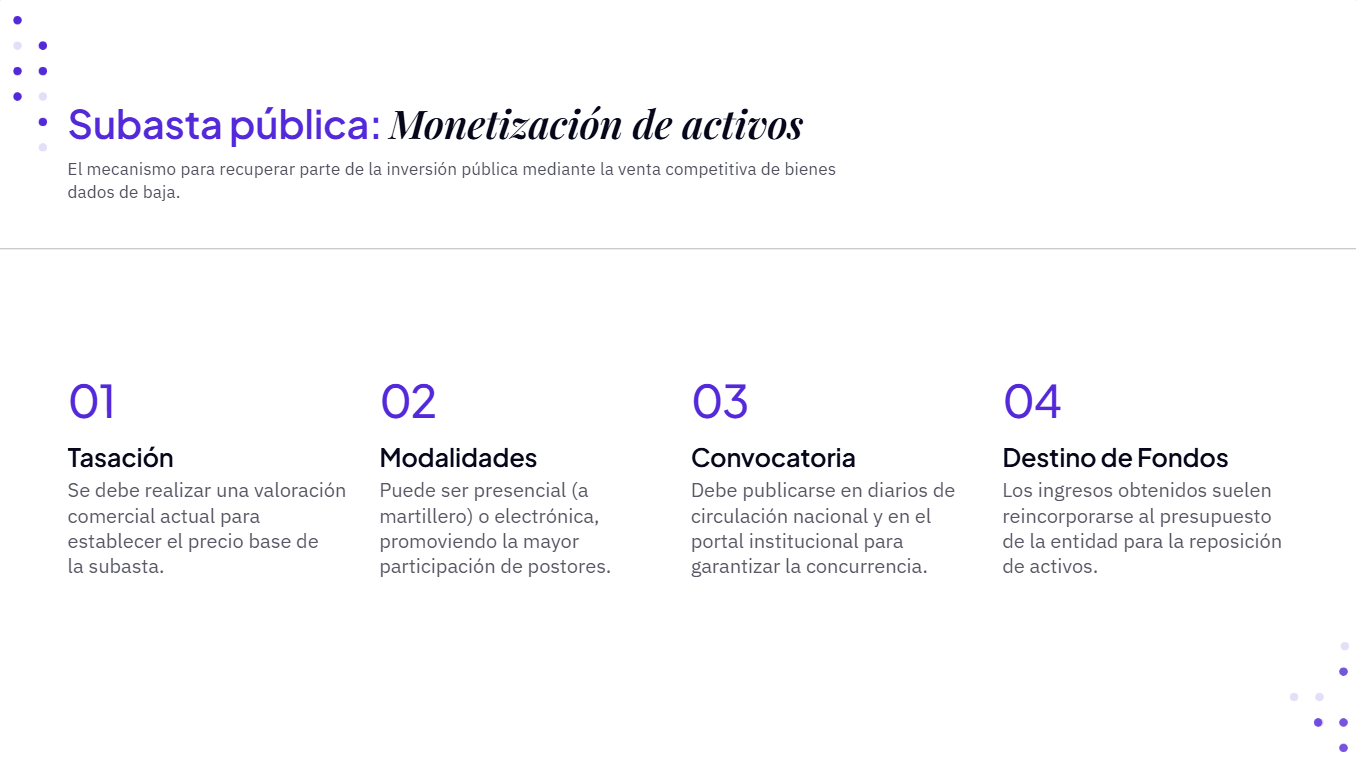 Subasta pública: Monetización de activos
El mecanismo para recuperar parte de la inversión pública mediante la venta competitiva de bienes
dados de baja.
01
Tasación
Se debe realizar una valoración
comercial actual para
establecer el precio base de
la subasta.
02
Modalidades
Puede ser presencial (a
martillero) o electrónica,
promoviendo la mayor
participación de postores.
03
Convocatoria
Debe publicarse en diarios de
circulación nacional y en el
portal institucional para
garantizar la concurrencia.
04
Destino de Fondos
Los ingresos obtenidos suelen
reincorporarse al presupuesto
de la entidad para la reposición
de activos.